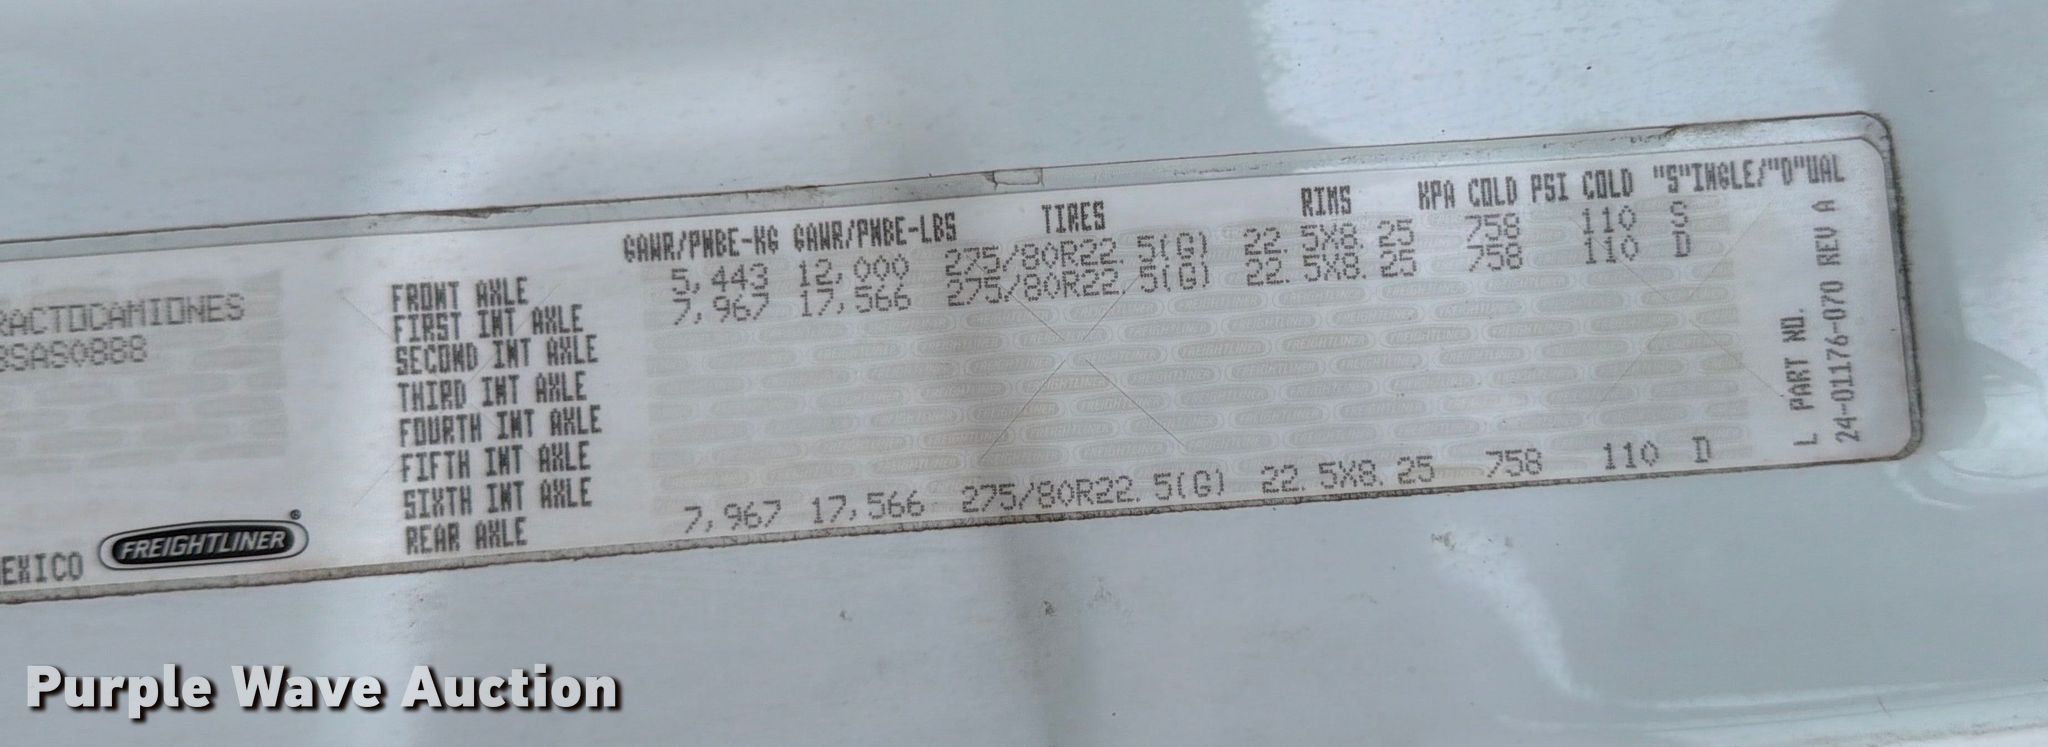 GAWR/PNBE-KG GAWR/PNBE-LBS TIRES RIMS KPA COLD PSI COLD "S"INGLE/"D"UAL
FRONT AXLE 5,443 12,000 275/80R22.5(G) 22.5X8.25 758 110 S
FIRST INT AXLE 7,967 17,566 275/80R22.5(G) 22.5X8.25 758 110 D
SECOND INT AXLE
THIRD INT AXLE
FOURTH INT AXLE
FIFTH INT AXLE
SIXTH INT AXLE
REAR AXLE 7,967 17,566 275/80R22.5(G) 22.5X8.25 758 110 D
RACTOCAMIONES
BSAS0888
EXICO FREIGHTLINER®
L PART NO.
24-01176-070 REV A
Purple Wave Auction